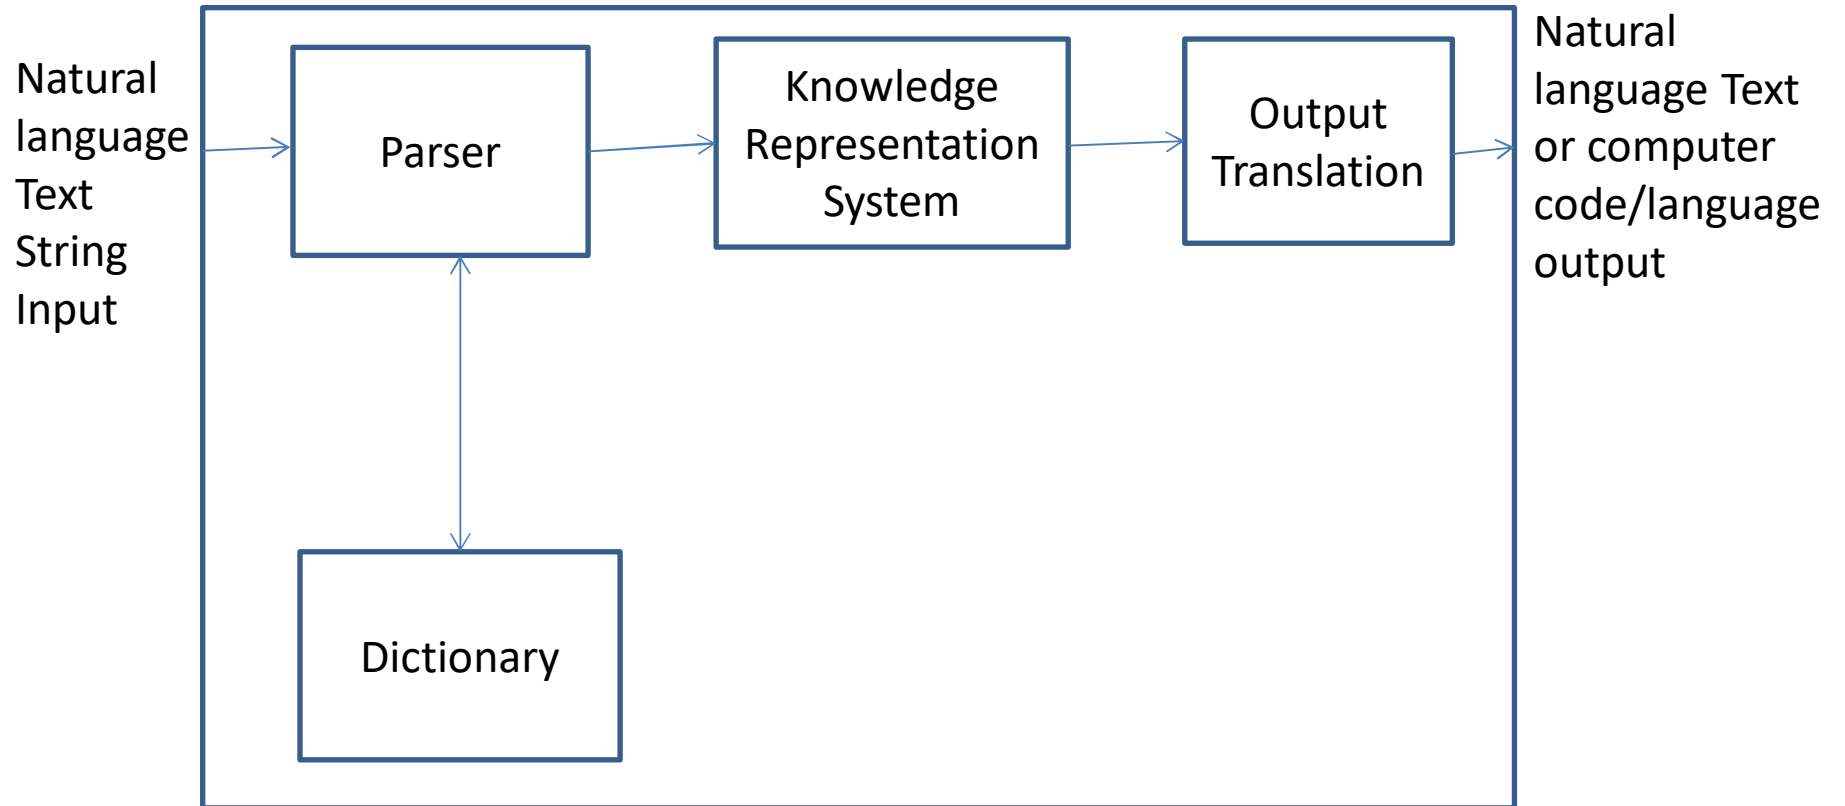 Natural
language
Text
String
Input
Parser
Knowledge
Representation
System
Output
Translation
Natural
language Text
or computer
code/language
output
Dictionary